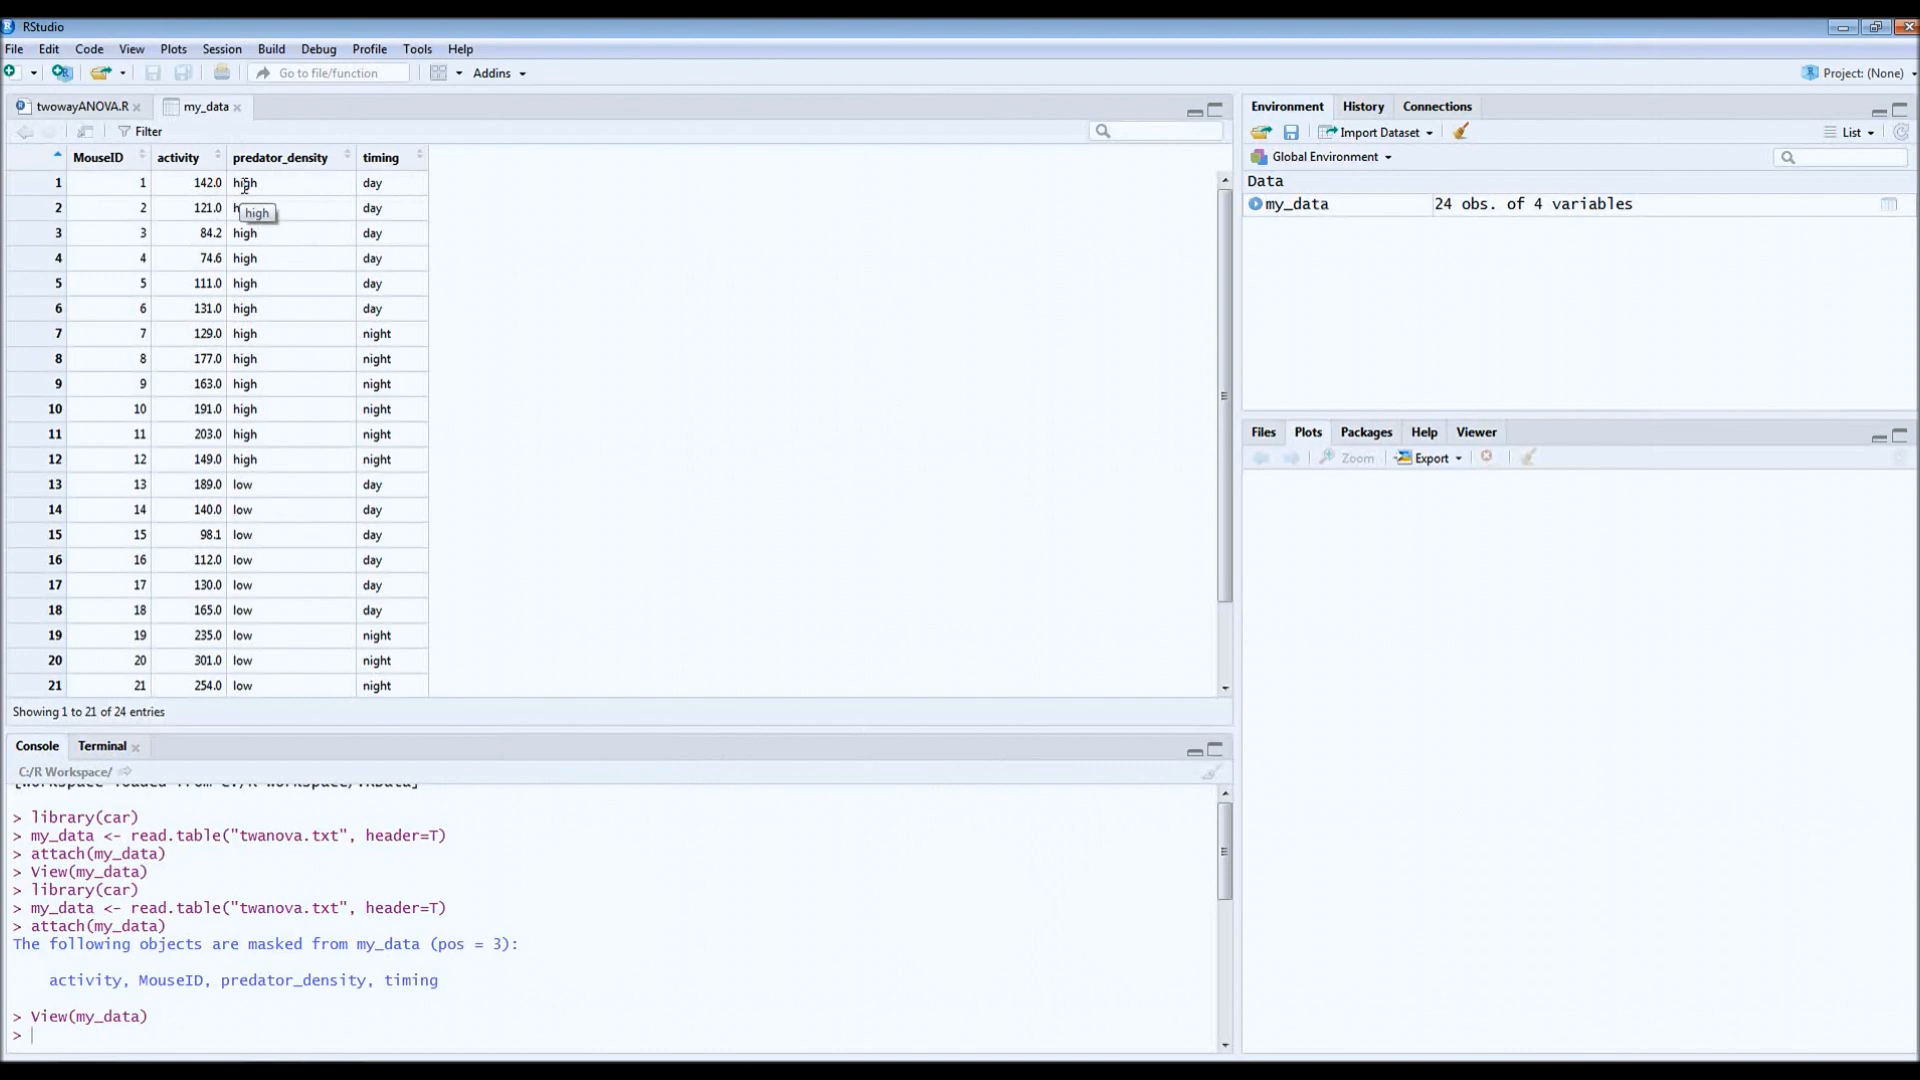 RStudio
File Edit Code View Plots Session Build Debug Profile Tools Help
Go to file/function Addins Project: (None)
twowayANOVA.R my_data
Filter
MouseID activity predator_density timing
1 1 142.0 high day
2 2 121.0 h day
high
3 3 84.2 high day
4 4 74.6 high day
5 5 111.0 high day
6 6 131.0 high day
7 7 129.0 high night
8 8 177.0 high night
9 9 163.0 high night
10 10 191.0 high night
11 11 203.0 high night
12 12 149.0 high night
13 13 189.0 low day
14 14 140.0 low day
15 15 98.1 low day
16 16 112.0 low day
17 17 130.0 low day
18 18 165.0 low day
19 19 235.0 low night
20 20 301.0 low night
21 21 254.0 low night
Showing 1 to 21 of 24 entries
Console Terminal
C:/R Workspace/
> library(car)
> my_data <- read.table("twanova.txt", header=T)
> attach(my_data)
> View(my_data)
> library(car)
> my_data <- read.table("twanova.txt", header=T)
> attach(my_data)
The following objects are masked from my_data (pos = 3):
activity, MouseID, predator_density, timing
> View(my_data)
>
Environment History Connections
Import Dataset List
Global Environment
Data
my_data 24 obs. of 4 variables
Files Plots Packages Help Viewer
Zoom Export